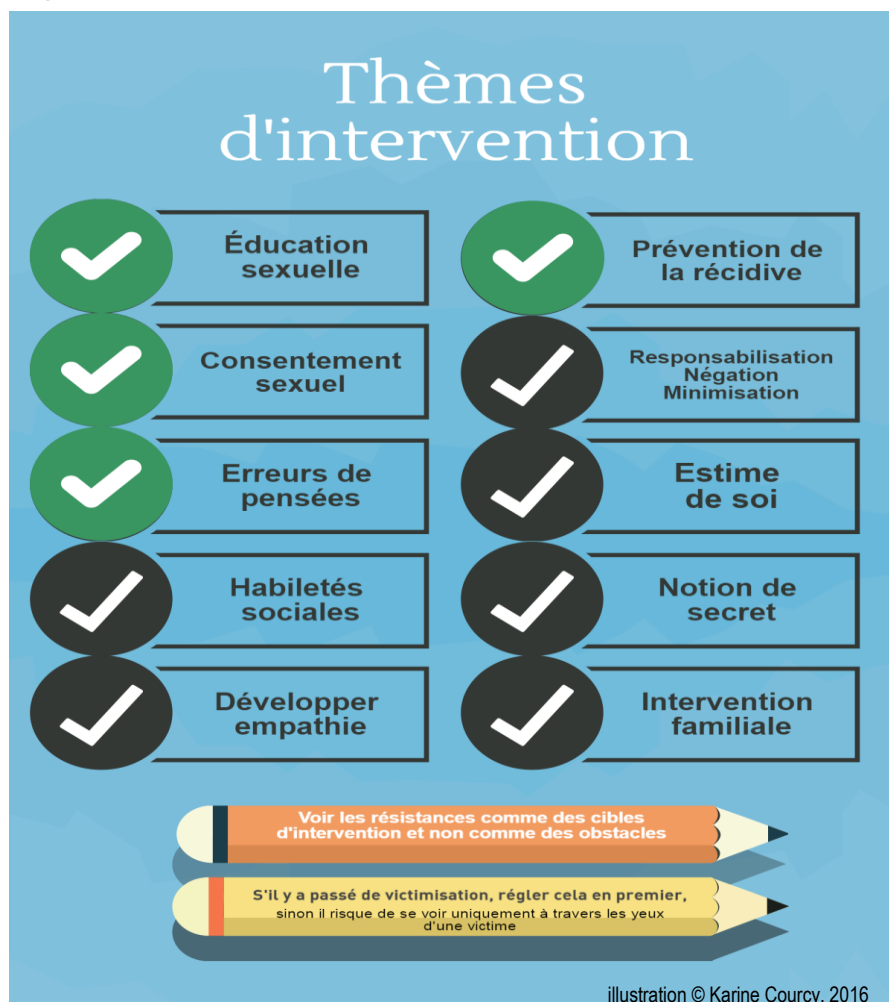 Thèmes
d'intervention
Éducation
sexuelle
Consentement
sexuel
Erreurs de
pensées
Habiletés
sociales
Développer
empathie
Prévention de
la récidive
Responsabilisation
Négation
Minimisation
Estime
de soi
Notion de
secret
Intervention
familiale
Voir les résistances comme des cibles
d'intervention et non comme des obstacles
S'il y a passé de victimisation, régler cela en premier,
sinon il risque de se voir uniquement à travers les yeux
d'une victime
illustration © Karine Courcy, 2016